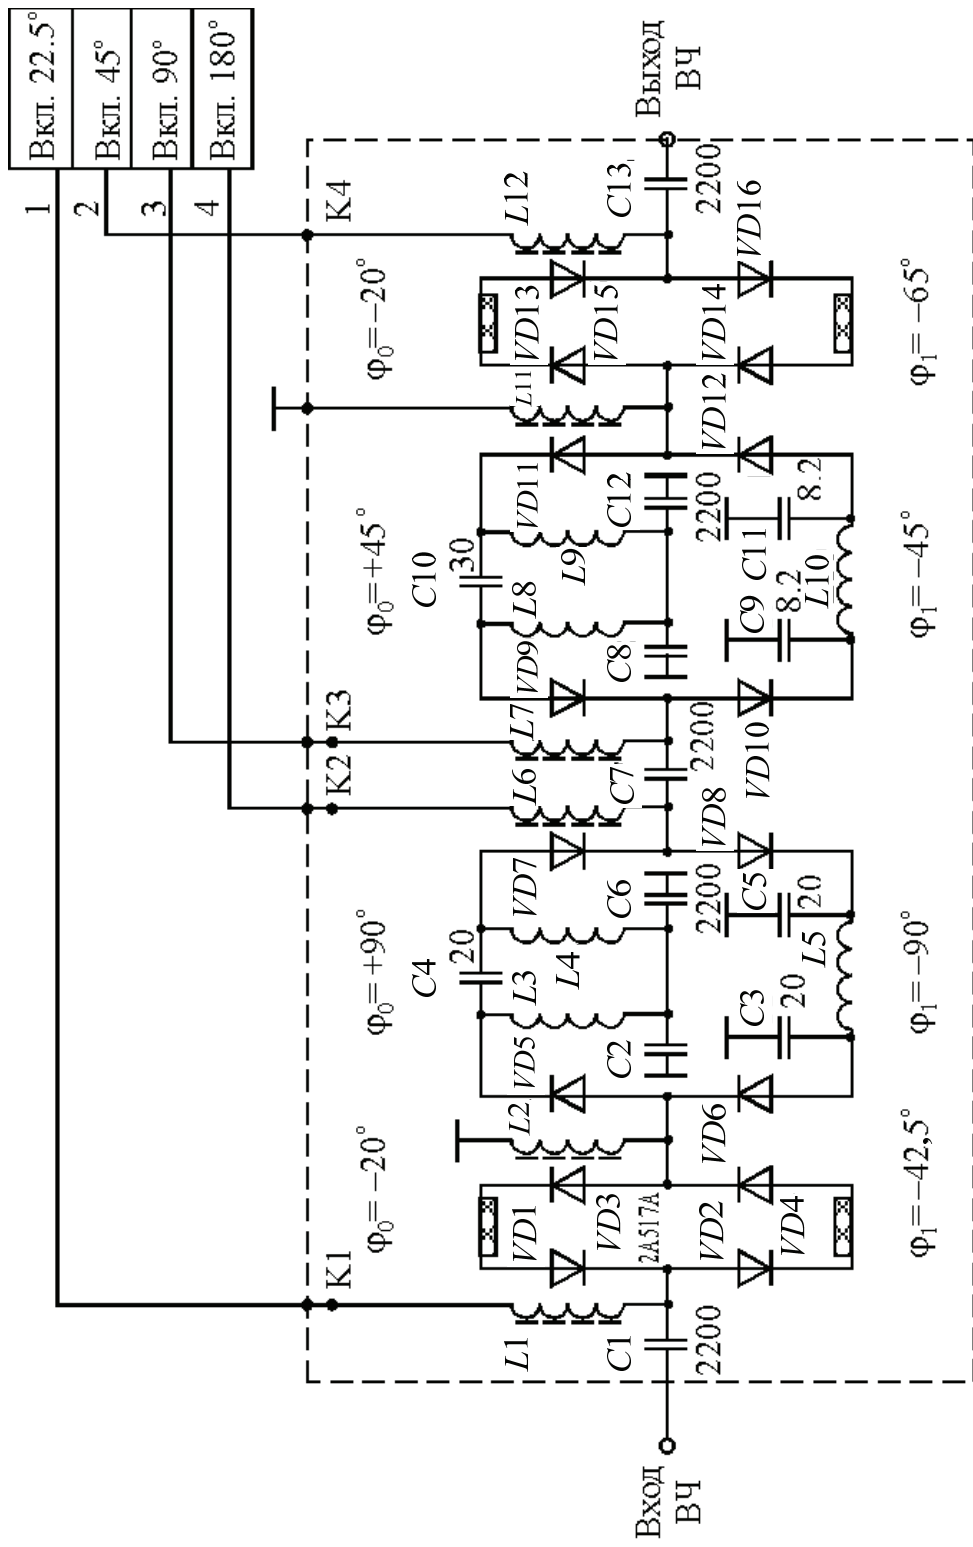 Вкл. 22.5°
Вкл. 45°
Вкл. 90°
Вкл. 180°
1
2
3
4
K1
K2
K3
K4
φ₀=−20°
φ₀=+90°
φ₀=+45°
φ₀=−20°
L1
VD1
VD3
L2
VD5
L3
C4
20
L4
VD7
L6
L7
VD9
L8
C10
30
L9
VD11
L11
VD13
VD15
L12
Вход
ВЧ
C1
2200
2А517А
C2
C6
2200
C7
2200
C8
C12
2200
C13
2200
Выход
ВЧ
VD2
VD4
VD6
C3
20
L5
C5
20
VD8
VD10
C9
8.2
L10
C11
8.2
VD12
VD14
VD16
φ₁=−42,5°
φ₁=−90°
φ₁=−45°
φ₁=−65°